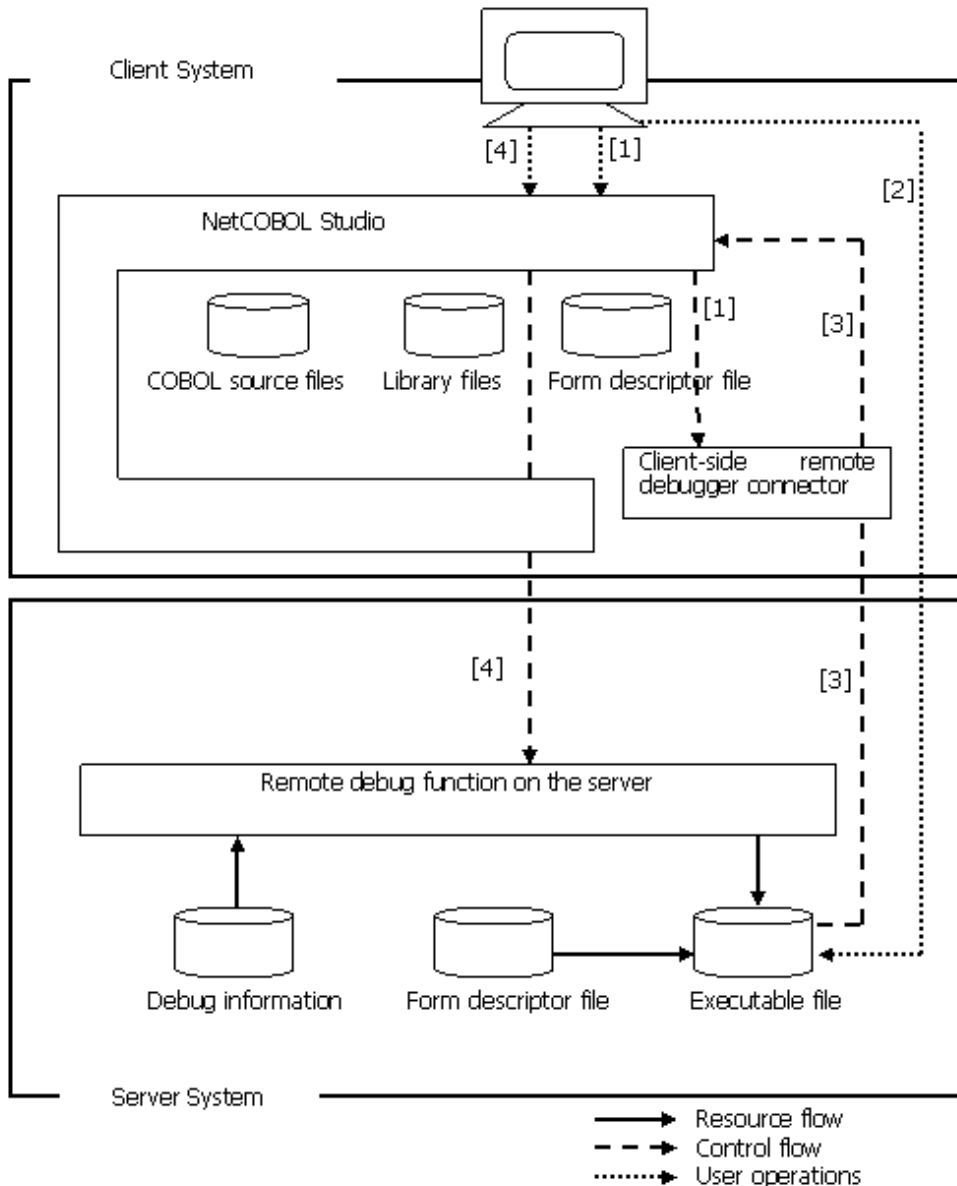 Client System
[4]
[1]
[2]
NetCOBOL Studio
[1]
[3]
COBOL source files
Library files
Form descriptor file
Client-side remote
debugger connector
[4]
[3]
Remote debug function on the server
Debug information
Form descriptor file
Executable file
Server System
Resource flow
Control flow
User operations